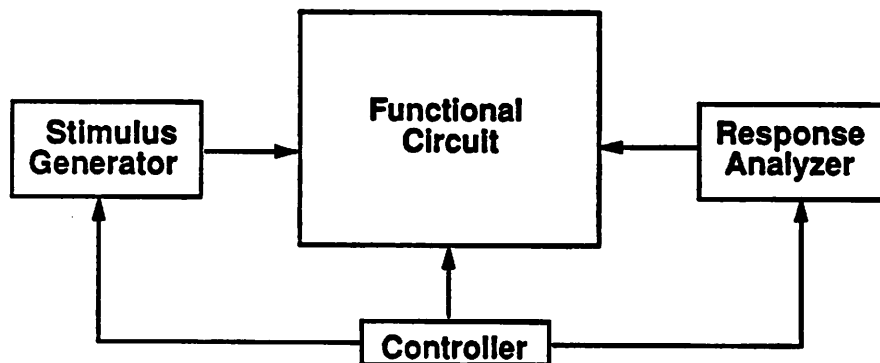 Stimulus
Generator
Functional
Circuit
Response
Analyzer
Controller